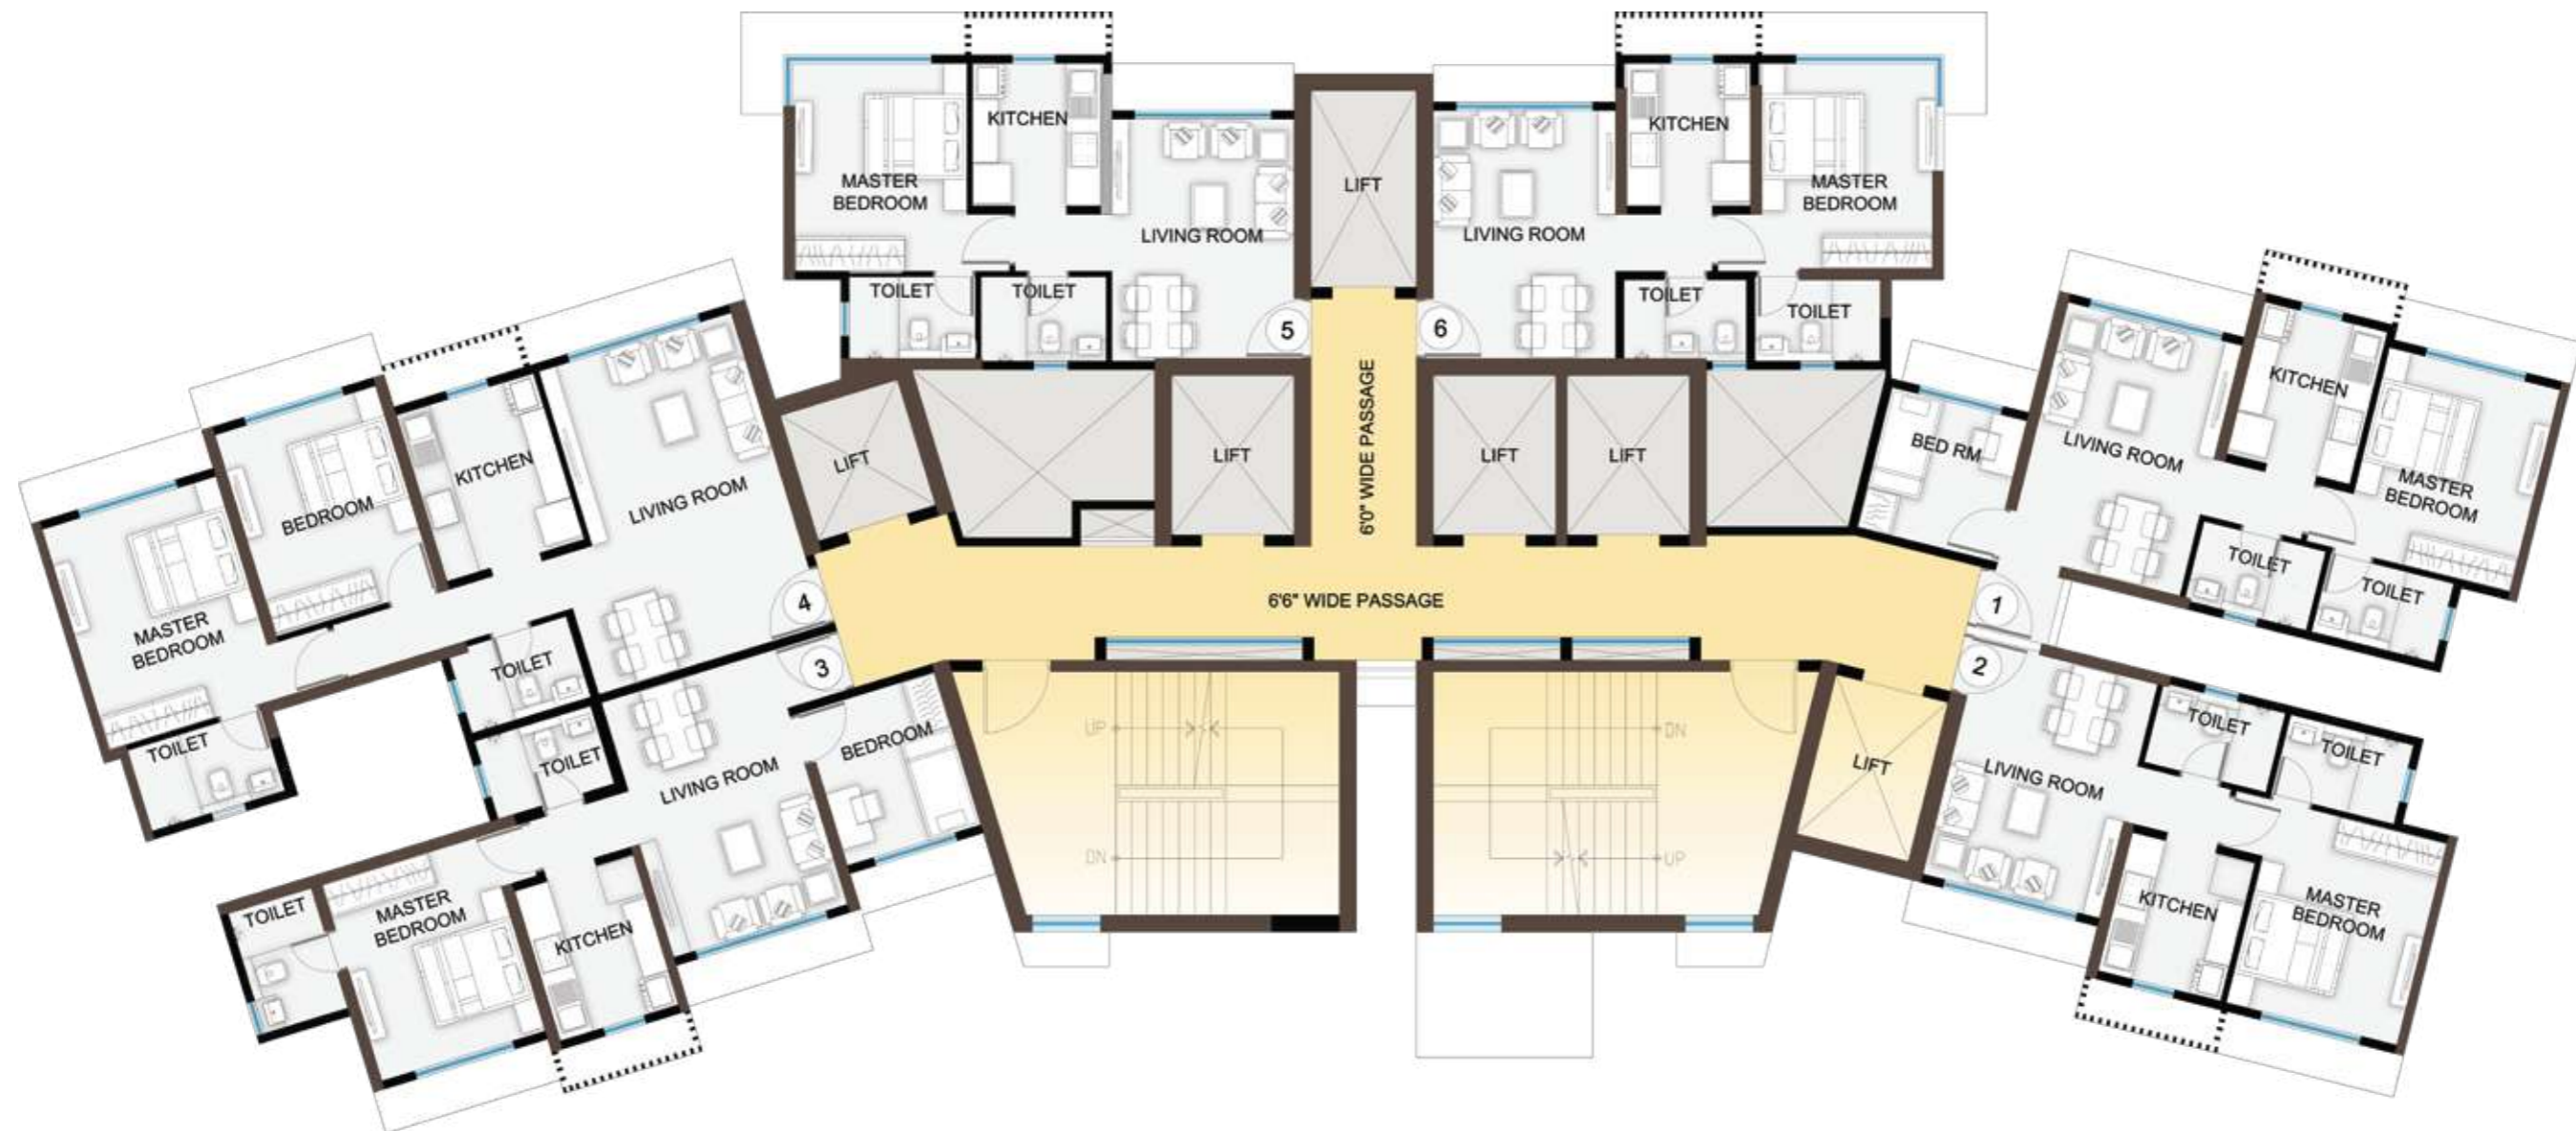 KITCHEN
MASTER
BEDROOM
LIVING ROOM
TOILET
TOILET
5
LIFT
6
KITCHEN
LIVING ROOM
MASTER
BEDROOM
TOILET
TOILET
LIVING ROOM
KITCHEN
BEDROOM
MASTER
BEDROOM
TOILET
TOILET
4
LIFT
LIFT
6'0" WIDE PASSAGE
LIFT
LIFT
6'6" WIDE PASSAGE
BED RM
LIVING ROOM
KITCHEN
MASTER
BEDROOM
TOILET
TOILET
1
3
TOILET
LIVING ROOM
BEDROOM
TOILET
MASTER
BEDROOM
KITCHEN
UP
DN
DN
UP
LIFT
2
LIVING ROOM
TOILET
TOILET
KITCHEN
MASTER
BEDROOM